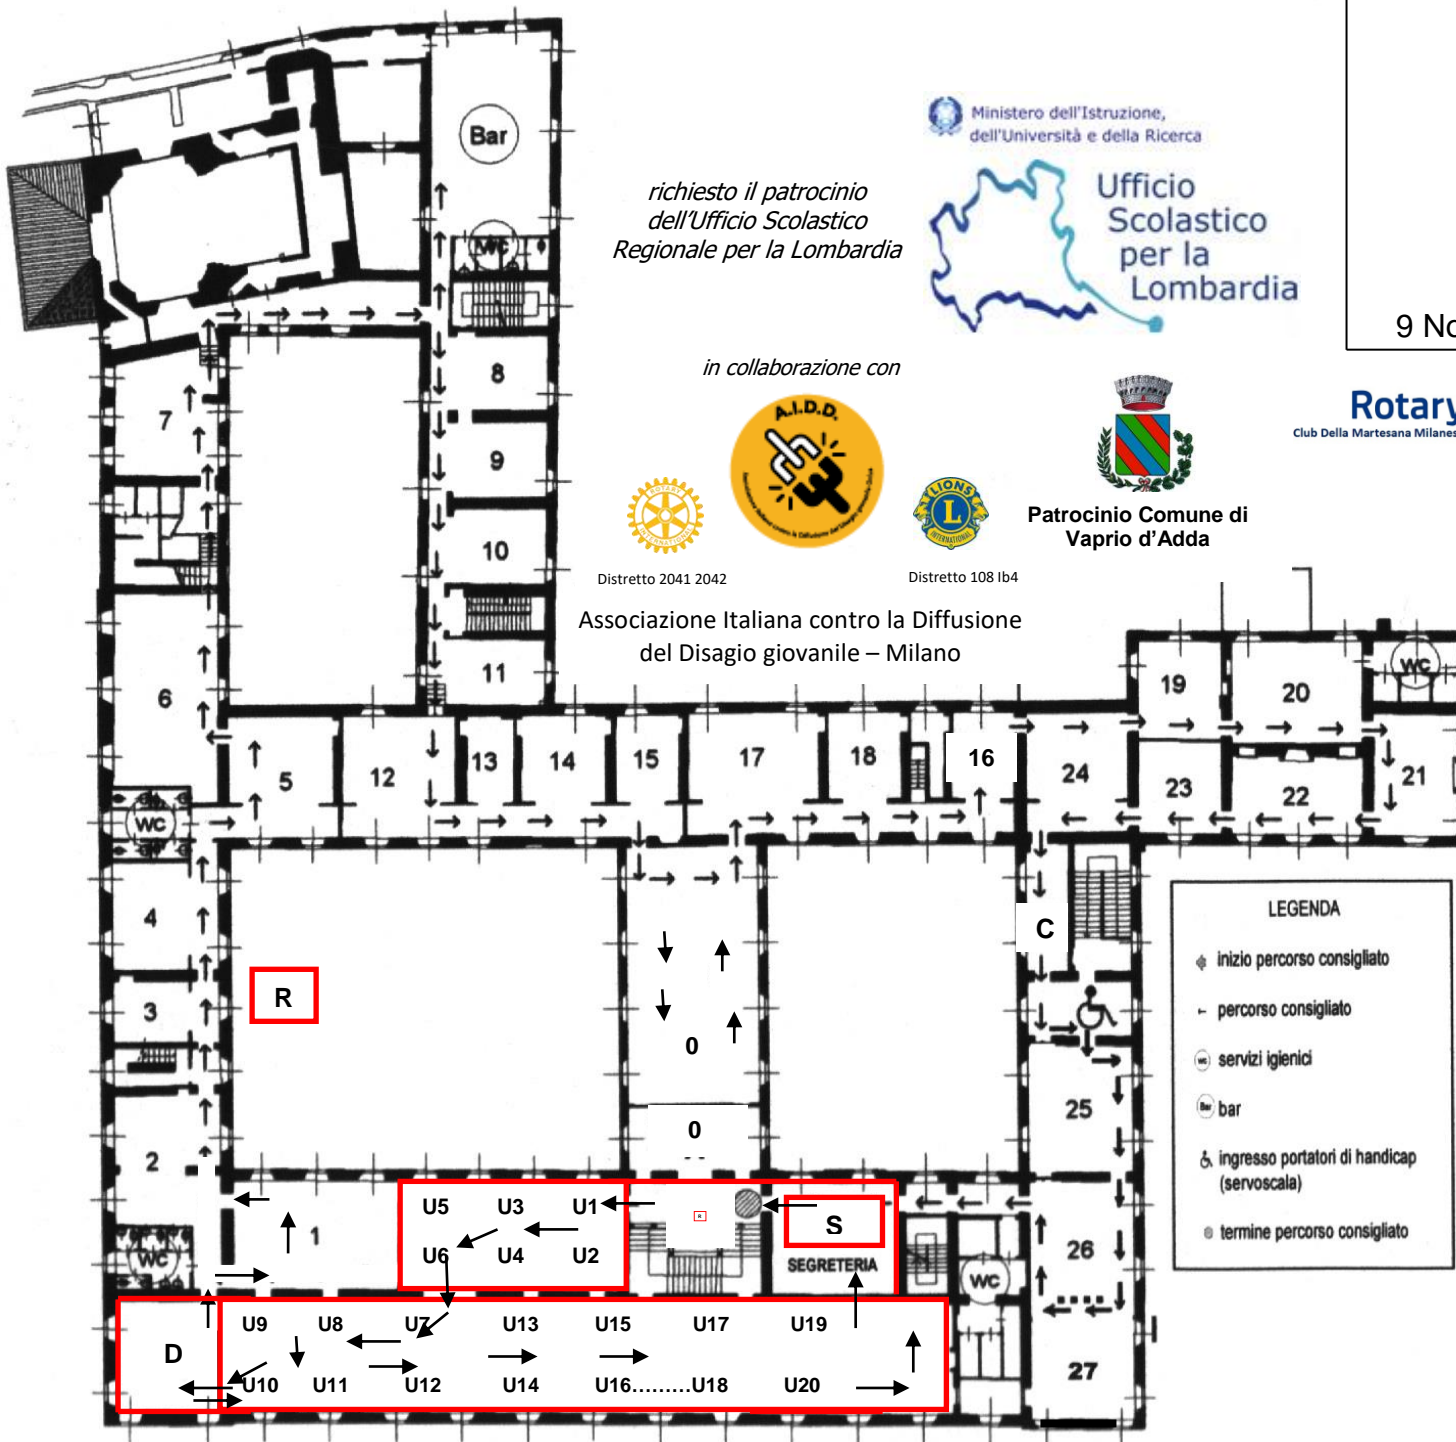 Bar
Ministero dell'Istruzione,
dell'Università e della Ricerca
richiesto il patrocinio
dell'Ufficio Scolastico
Regionale per la Lombardia
Ufficio
Scolastico
per la
Lombardia
WC
9 No
in collaborazione con
8
A.I.D.D.
Rotary
Club Della Martesana Milanes
7
9
ROTARY
INTERNATIONAL
LIONS
L
INTERNATIONAL
Patrocinio Comune di
Vaprio d'Adda
10
Distretto 2041 2042
Distretto 108 Ib4
Associazione Italiana contro la Diffusione
del Disagio giovanile – Milano
11
6
19
20
WC
5
12
13
14
15
17
18
16
24
23
22
21
WC
4
C
LEGENDA
inizio percorso consigliato
percorso consigliato
wc servizi igienici
Bar bar
ingresso portatori di handicap
(servoscala)
termine percorso consigliato
3
R
0
25
0
2
U5 U3 U1
1
S
U6 U4 U2
26
WC
SEGRETERIA
WC
U9 U8 U7 U13 U15 U17 U19
D
27
U10 U11 U12 U14 U16.........U18 U20